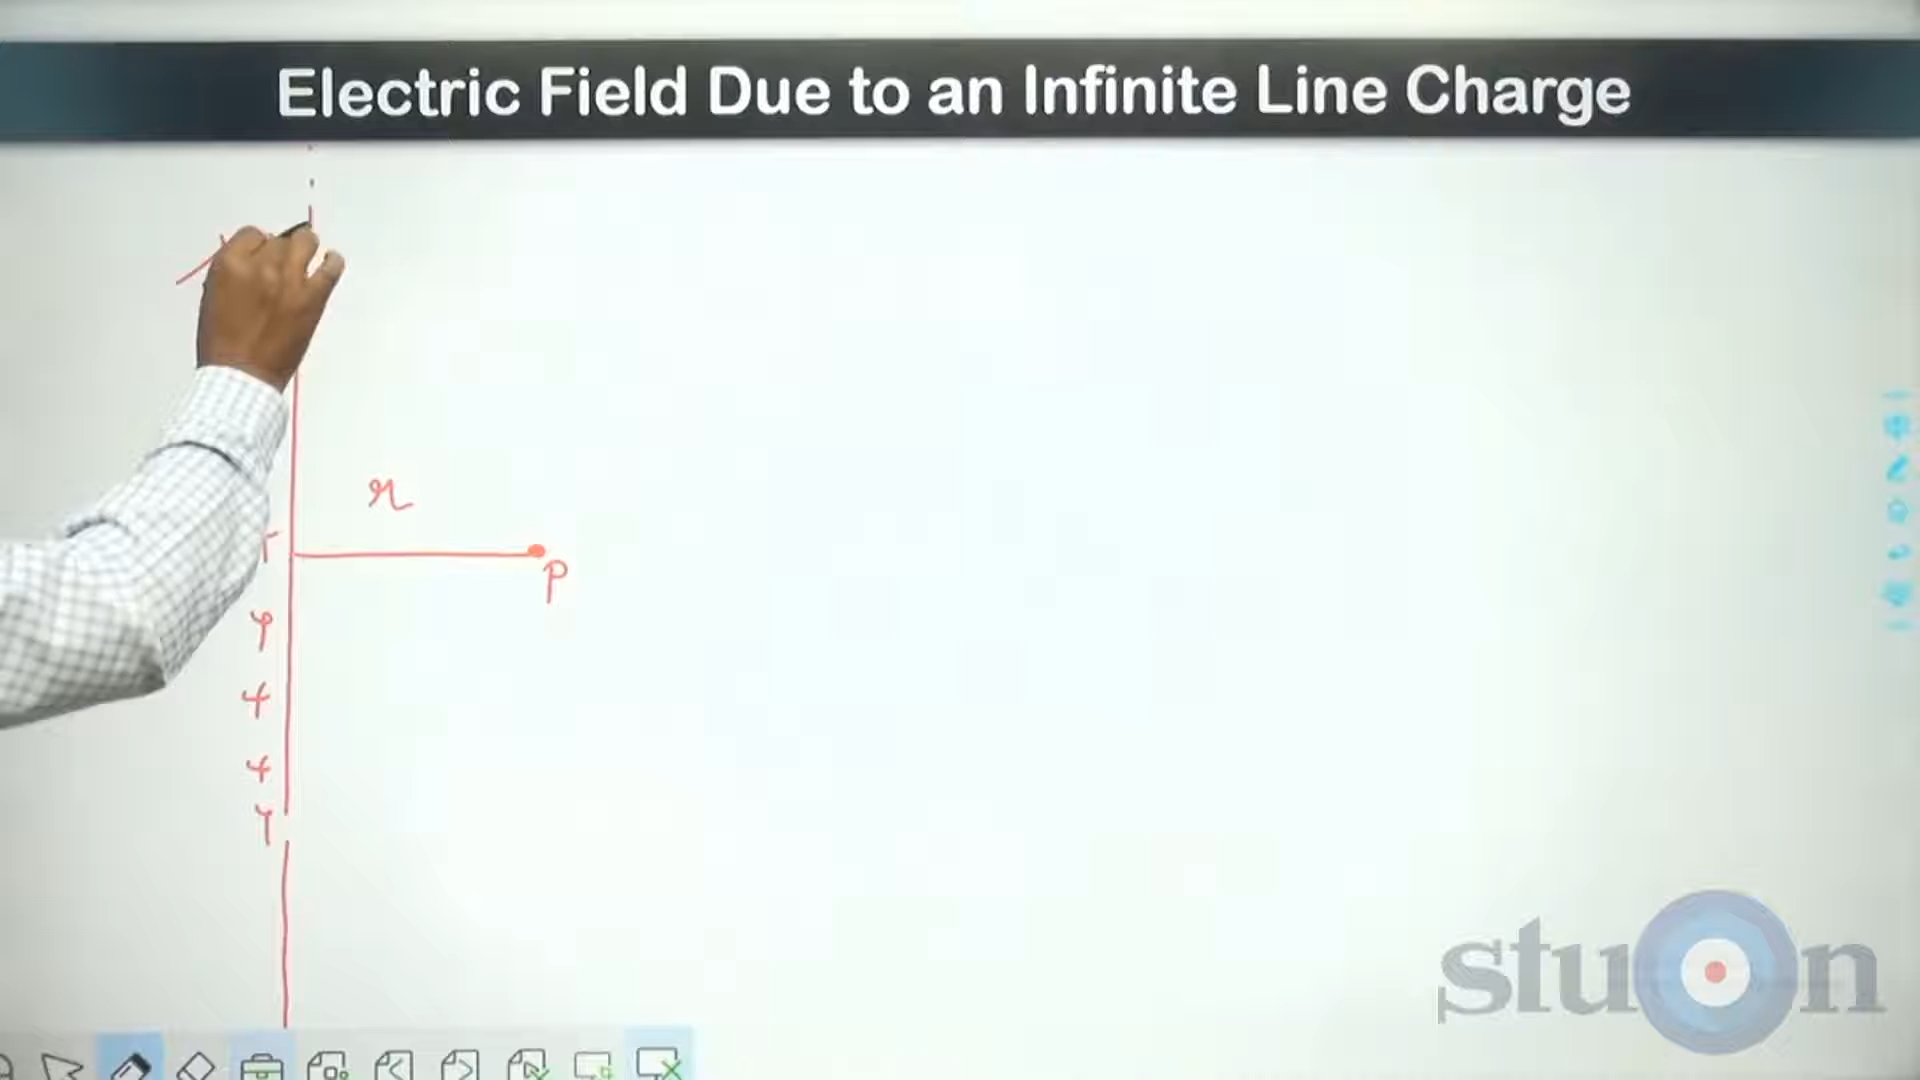 Electric Field Due to an Infinite Line Charge
r
P
+
+
+
+
+
stuOn